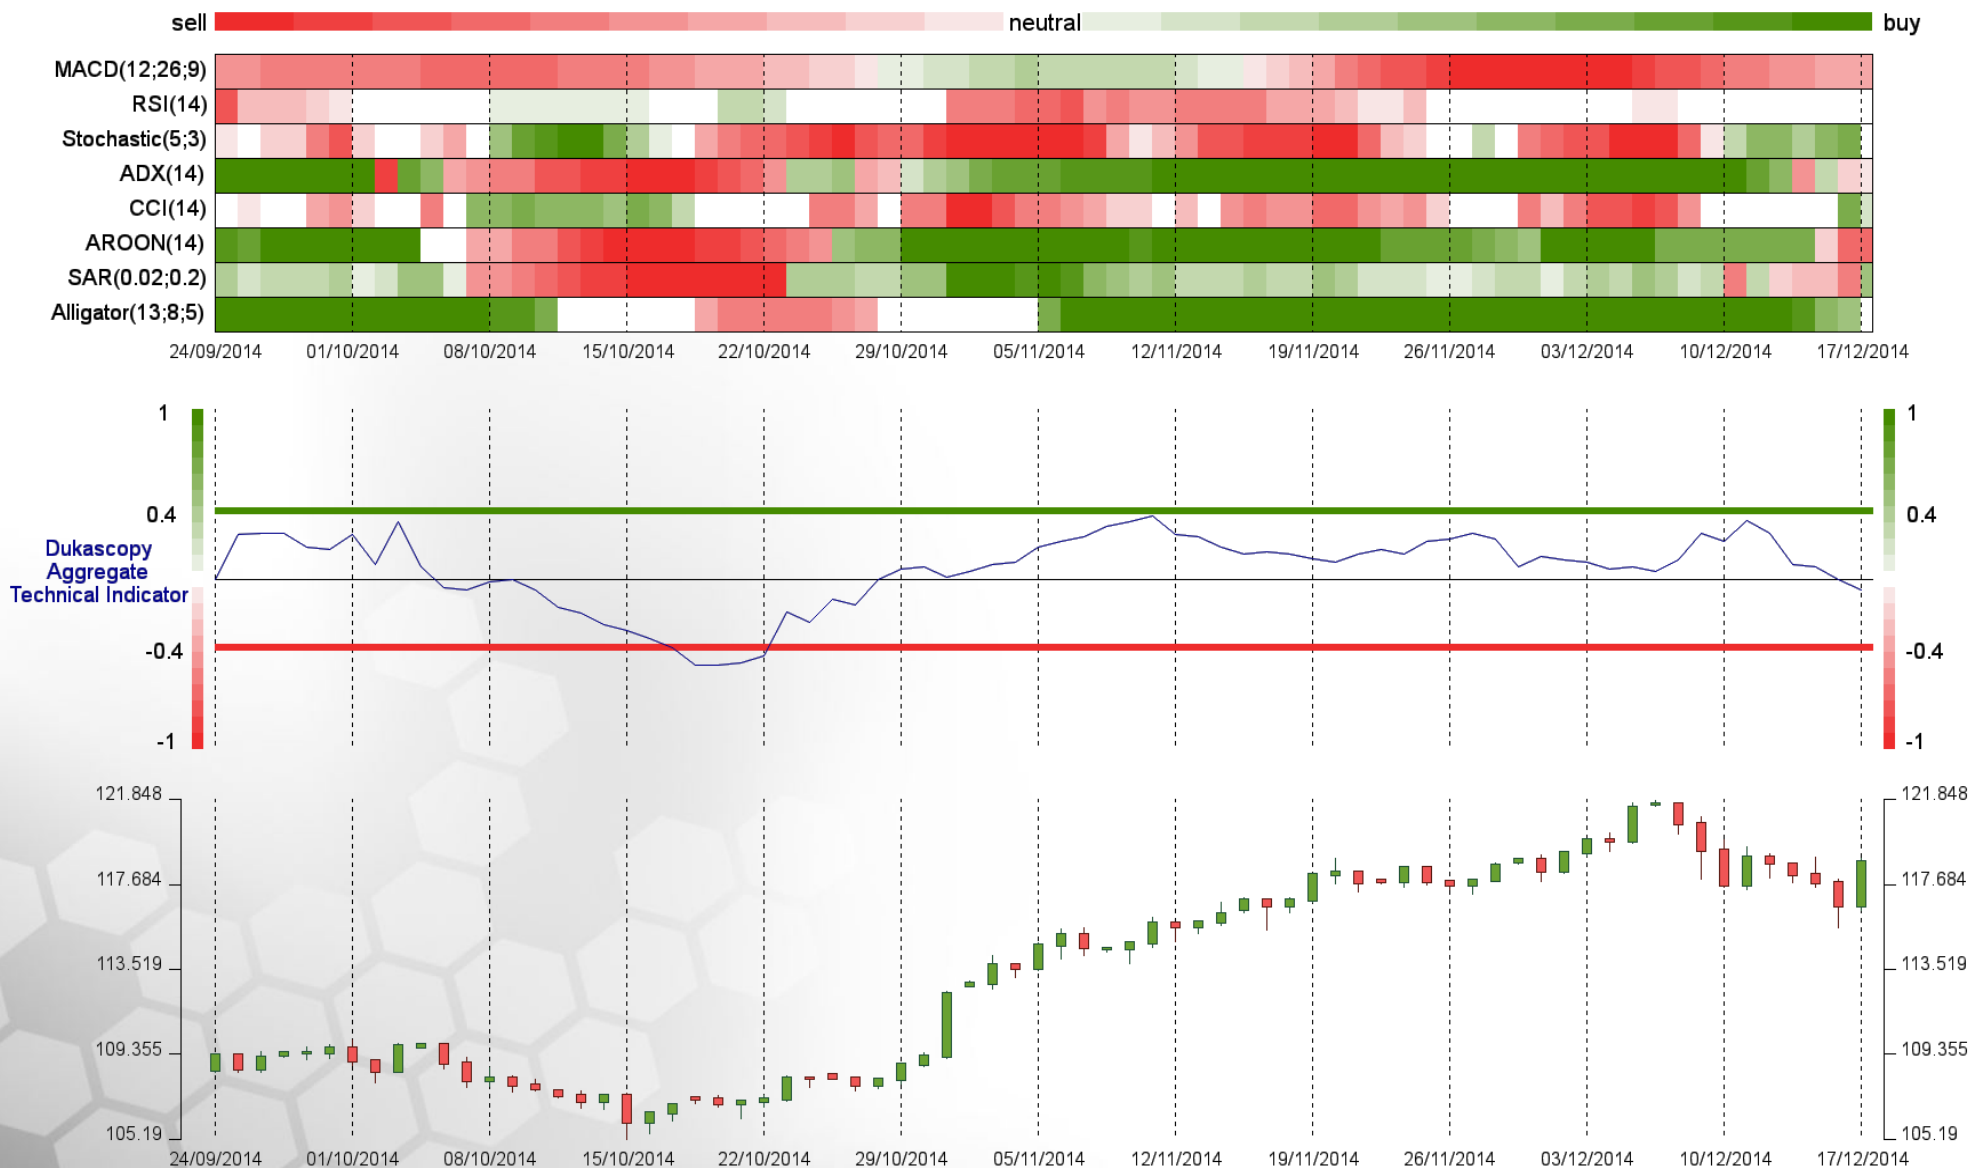 sell neutral buy
MACD(12;26;9)
RSI(14)
Stochastic(5;3)
ADX(14)
CCI(14)
AROON(14)
SAR(0.02;0.2)
Alligator(13;8;5)
24/09/2014 01/10/2014 08/10/2014 15/10/2014 22/10/2014 29/10/2014 05/11/2014 12/11/2014 19/11/2014 26/11/2014 03/12/2014 10/12/2014 17/12/2014
1 1
0.4 0.4
Dukascopy
Aggregate
Technical Indicator
-0.4 -0.4
-1 -1
121.848 121.848
117.684 117.684
113.519 113.519
109.355 109.355
105.19 105.19
24/09/2014 01/10/2014 08/10/2014 15/10/2014 22/10/2014 29/10/2014 05/11/2014 12/11/2014 19/11/2014 26/11/2014 03/12/2014 10/12/2014 17/12/2014